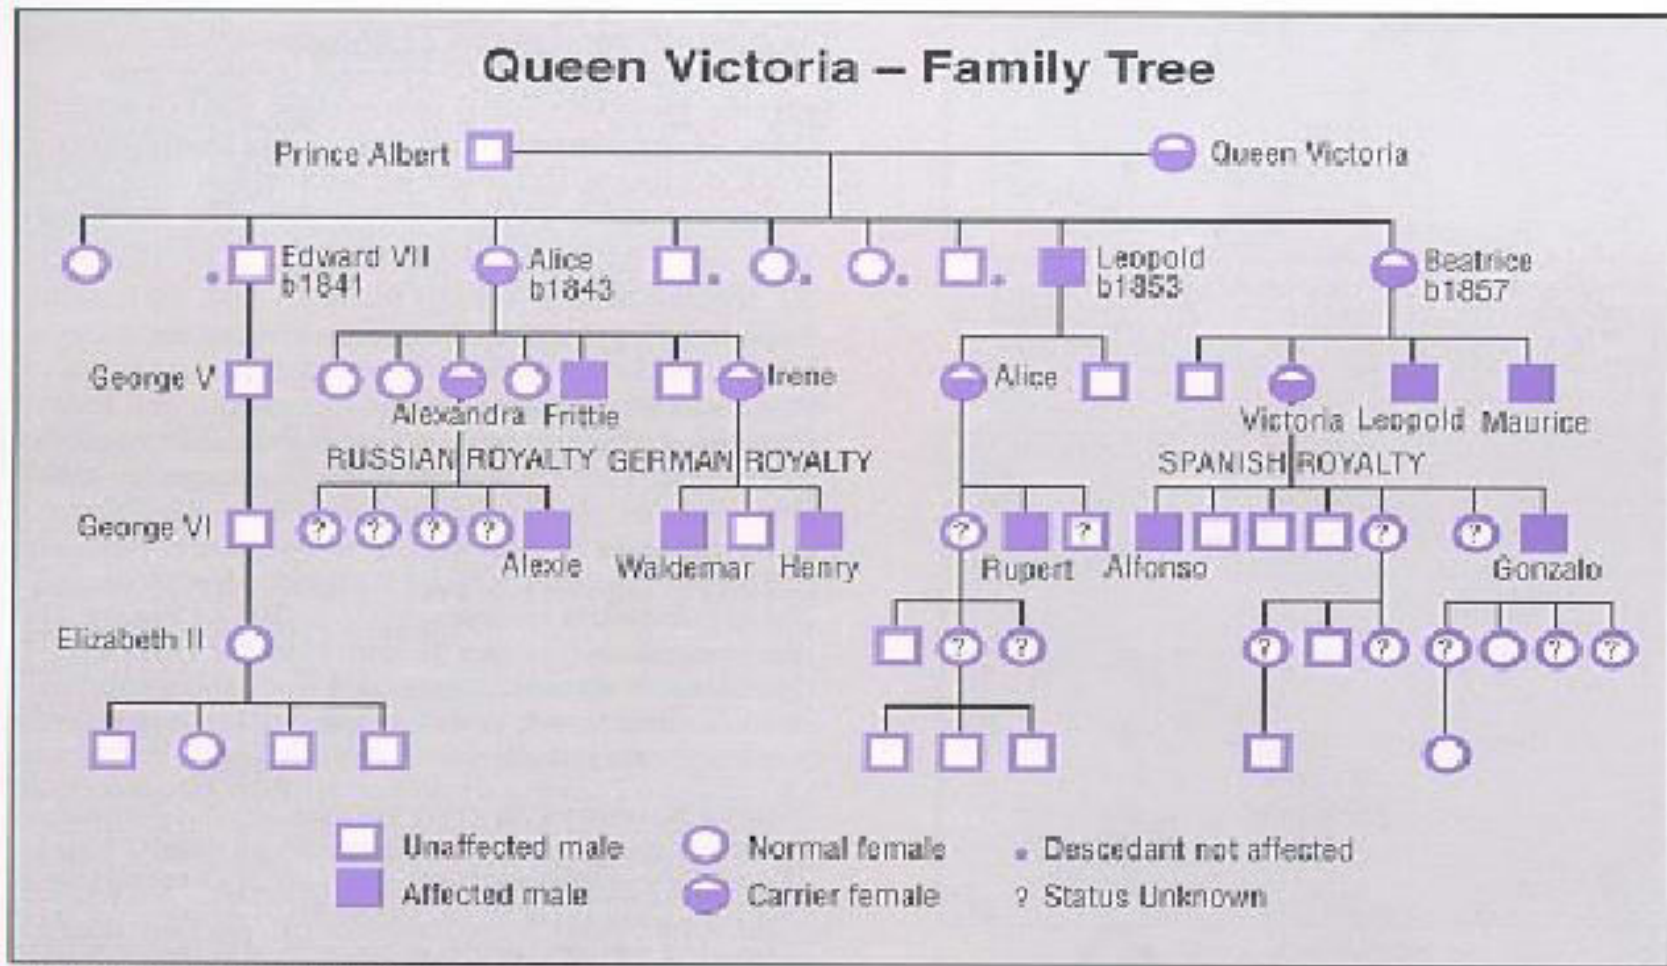 Queen Victoria – Family Tree
Prince Albert
Queen Victoria
Edward VII
b1841
Alice
b1843
Leopold
b1853
Beatrice
b1857
George V
Irene
Alice
Alexandra Frittie
Victoria Leopold Maurice
RUSSIAN ROYALTY GERMAN ROYALTY
SPANISH ROYALTY
George VI
? ? ? ? ? ? ? ?
Alexie
Waldemar
Henry
Rupert
Alfonso
Gonzalo
Elizabeth II
? ? ? ? ? ? ?
Unaffected male
Normal female
• Descedant not affected
Affected male
Carrier female
? Status Unknown